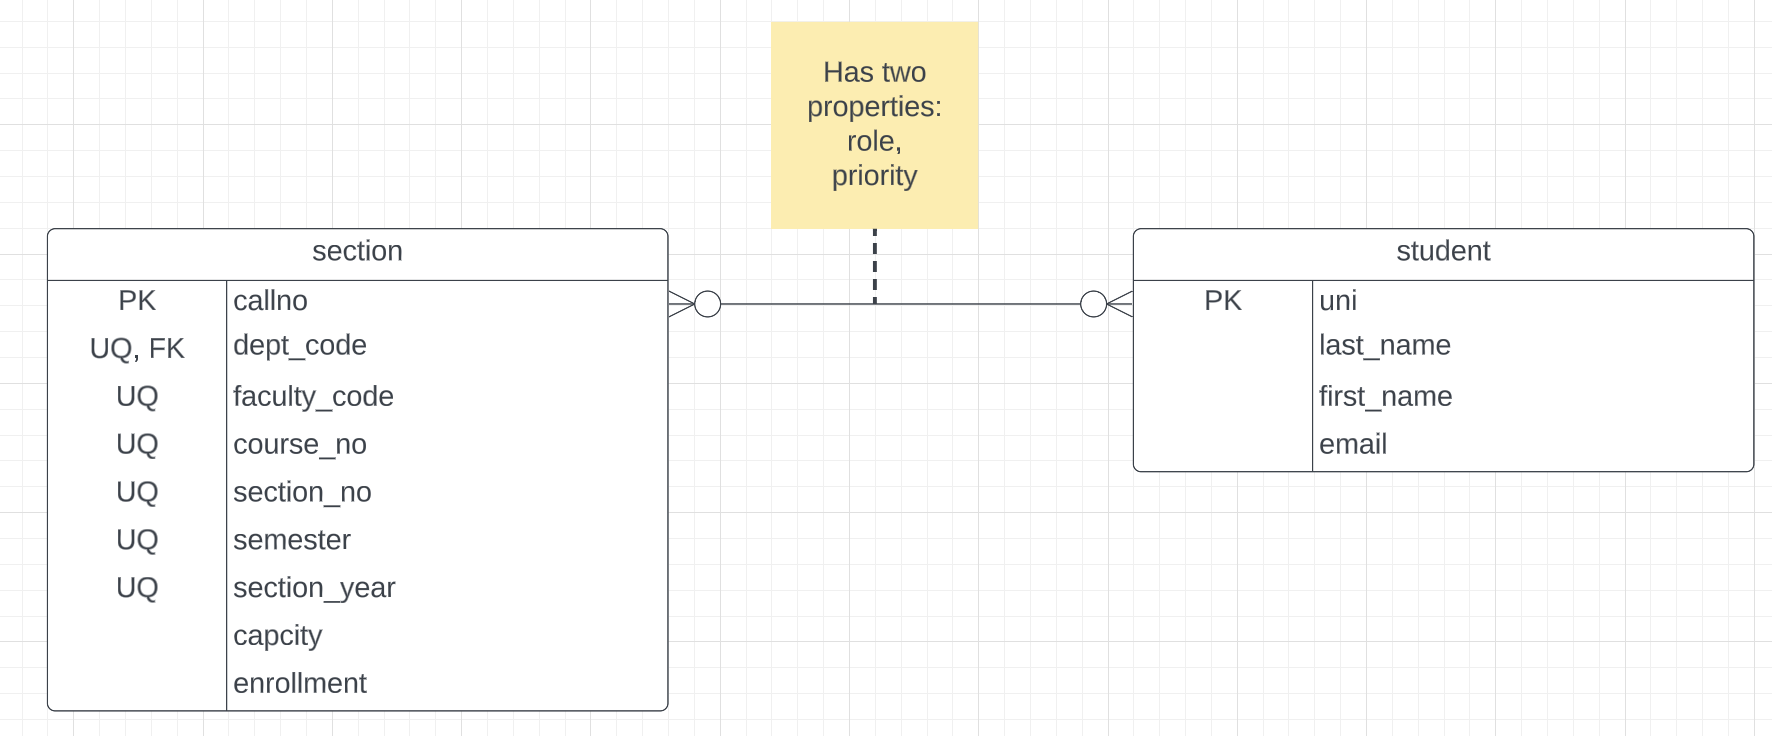 Has two
properties:
role,
priority
section
PK callno
UQ, FK dept_code
UQ faculty_code
UQ course_no
UQ section_no
UQ semester
UQ section_year
capcity
enrollment
student
PK uni
last_name
first_name
email